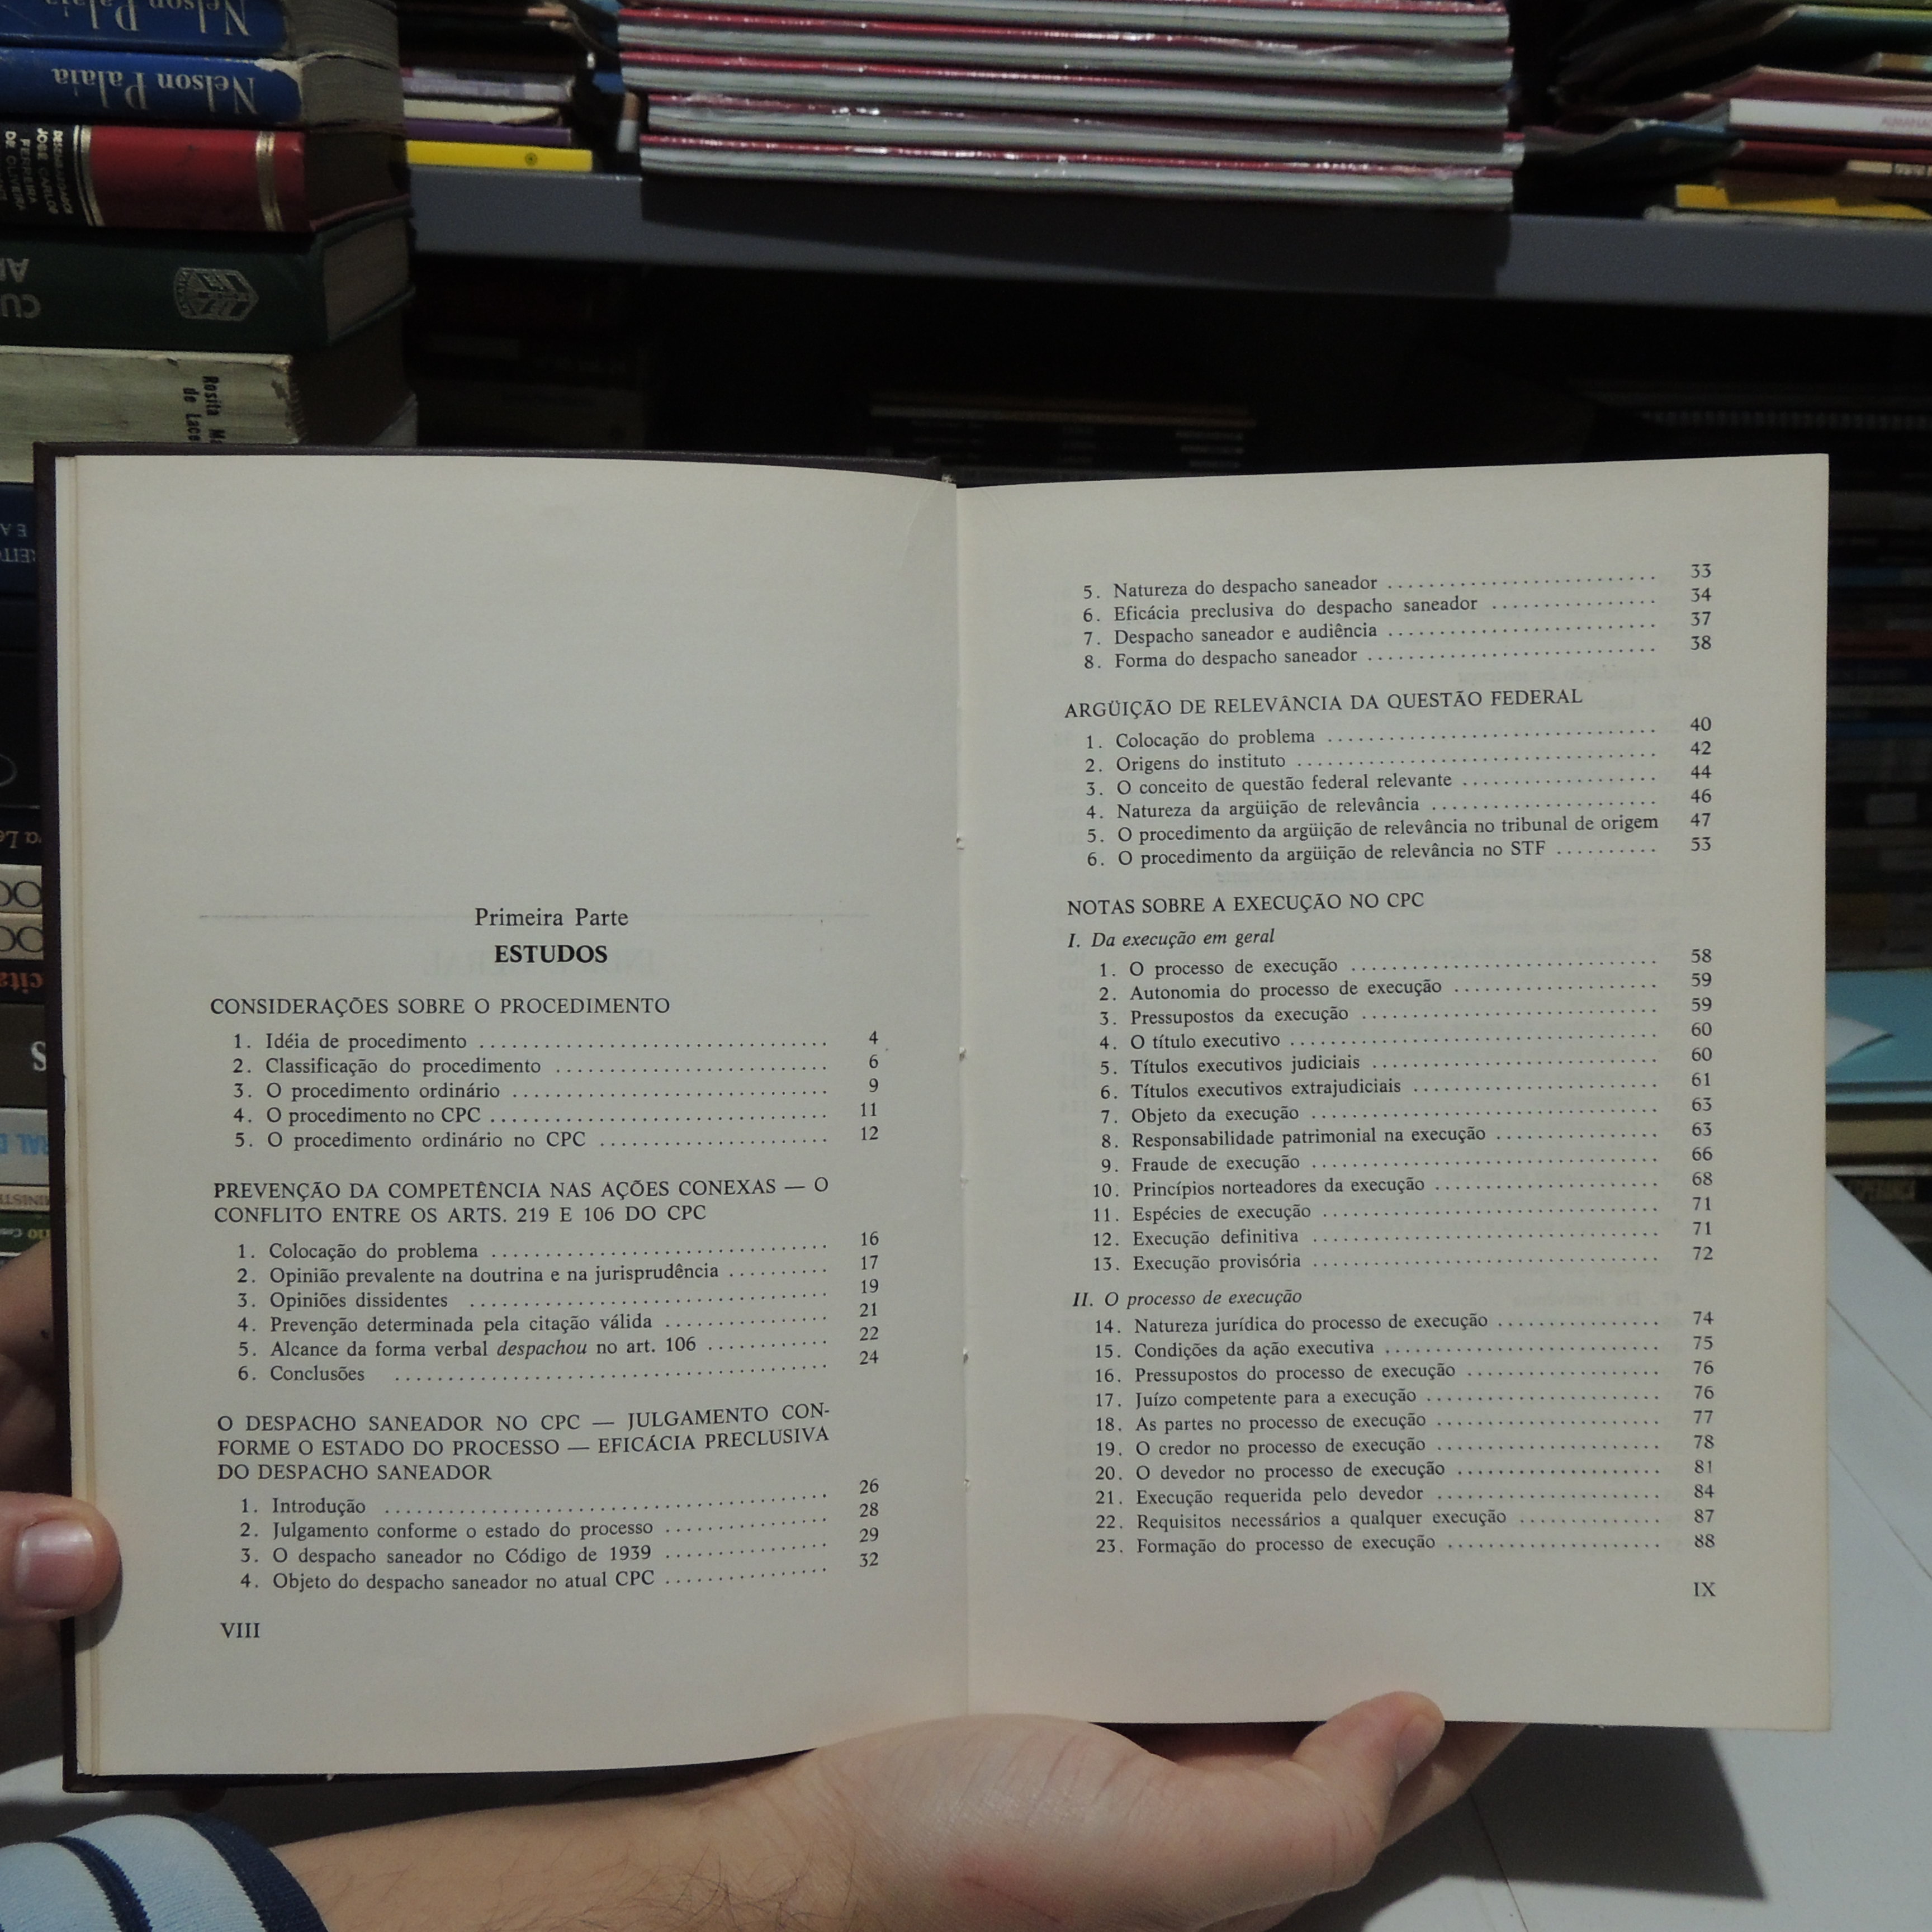 Nelson Palaia
Nelson Palaia
DESEMBARGADOR
JOSÉ CARLOS
FERREIRA
DE OLIVEIRA
CU
Rosita
de
Primeira Parte
ESTUDOS
CONSIDERAÇÕES SOBRE O PROCEDIMENTO
1. Idéia de procedimento ................................. 4
2. Classificação do procedimento .......................... 6
3. O procedimento ordinário .............................. 9
4. O procedimento no CPC ................................ 11
5. O procedimento ordinário no CPC ...................... 12
PREVENÇÃO DA COMPETÊNCIA NAS AÇÕES CONEXAS — O
CONFLITO ENTRE OS ARTS. 219 E 106 DO CPC
1. Colocação do problema ................................ 16
2. Opinião prevalente na doutrina e na jurisprudência .......... 17
3. Opiniões dissidentes .................................. 19
4. Prevenção determinada pela citação válida ................ 21
5. Alcance da forma verbal despachou no art. 106 ............ 22
6. Conclusões ......................................... 24
O DESPACHO SANEADOR NO CPC — JULGAMENTO CON-
FORME O ESTADO DO PROCESSO — EFICÁCIA PRECLUSIVA
DO DESPACHO SANEADOR
1. Introdução .......................................... 26
2. Julgamento conforme o estado do processo ................ 28
3. O despacho saneador no Código de 1939 ................ 29
4. Objeto do despacho saneador no atual CPC ................ 32
VIII
5. Natureza do despacho saneador .......................... 33
6. Eficácia preclusiva do despacho saneador ................ 34
7. Despacho saneador e audiência .......................... 37
8. Forma do despacho saneador ............................ 38
ARGÜIÇÃO DE RELEVÂNCIA DA QUESTÃO FEDERAL
1. Colocação do problema ................................ 40
2. Origens do instituto .................................. 42
3. O conceito de questão federal relevante .................. 44
4. Natureza da argüição de relevância ...................... 46
5. O procedimento da argüição de relevância no tribunal de origem 47
6. O procedimento da argüição de relevância no STF .......... 53
NOTAS SOBRE A EXECUÇÃO NO CPC
I. Da execução em geral
1. O processo de execução ................................ 58
2. Autonomia do processo de execução ...................... 59
3. Pressupostos da execução .............................. 59
4. O título executivo .................................... 60
5. Títulos executivos judiciais ............................ 60
6. Títulos executivos extrajudiciais ........................ 61
7. Objeto da execução .................................. 63
8. Responsabilidade patrimonial na execução ................ 63
9. Fraude de execução .................................. 66
10. Princípios norteadores da execução ...................... 68
11. Espécies de execução .................................. 71
12. Execução definitiva .................................. 71
13. Execução provisória .................................. 72
II. O processo de execução
14. Natureza jurídica do processo de execução ................ 74
15. Condições da ação executiva ............................ 75
16. Pressupostos do processo de execução .................... 76
17. Juízo competente para a execução ........................ 76
18. As partes no processo de execução ...................... 77
19. O credor no processo de execução ...................... 78
20. O devedor no processo de execução ...................... 81
21. Execução requerida pelo devedor ........................ 84
22. Requisitos necessários a qualquer execução .............. 87
23. Formação do processo de execução ...................... 88
IX